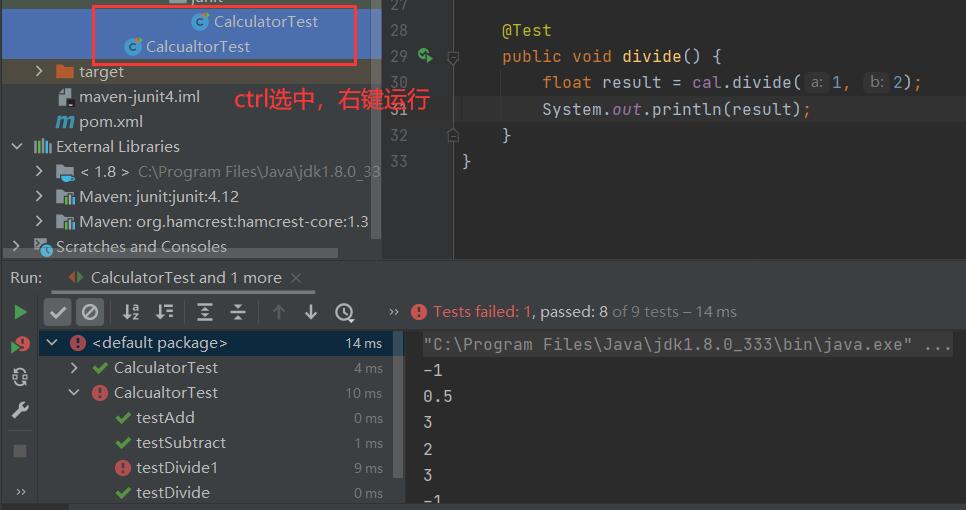 junit
CalculatorTest
CalcualtorTest
target
maven-junit4.iml
pom.xml
ctrl选中，右键运行
External Libraries
< 1.8 > C:\Program Files\Java\jdk1.8.0_33
Maven: junit:junit:4.12
Maven: org.hamcrest:hamcrest-core:1.3
Scratches and Consoles
27
28 @Test
29 public void divide() {
30 float result = cal.divide( a: 1, b: 2);
31 System.out.println(result);
32 }
33 }
Run: CalculatorTest and 1 more ×
Tests failed: 1, passed: 8 of 9 tests – 14 ms
<default package> 14 ms
CalculatorTest 4 ms
CalcualtorTest 10 ms
testAdd 0 ms
testSubtract 1 ms
testDivide1 9 ms
testDivide 0 ms
"C:\Program Files\Java\jdk1.8.0_333\bin\java.exe" ...
-1
0.5
3
2
3
-1